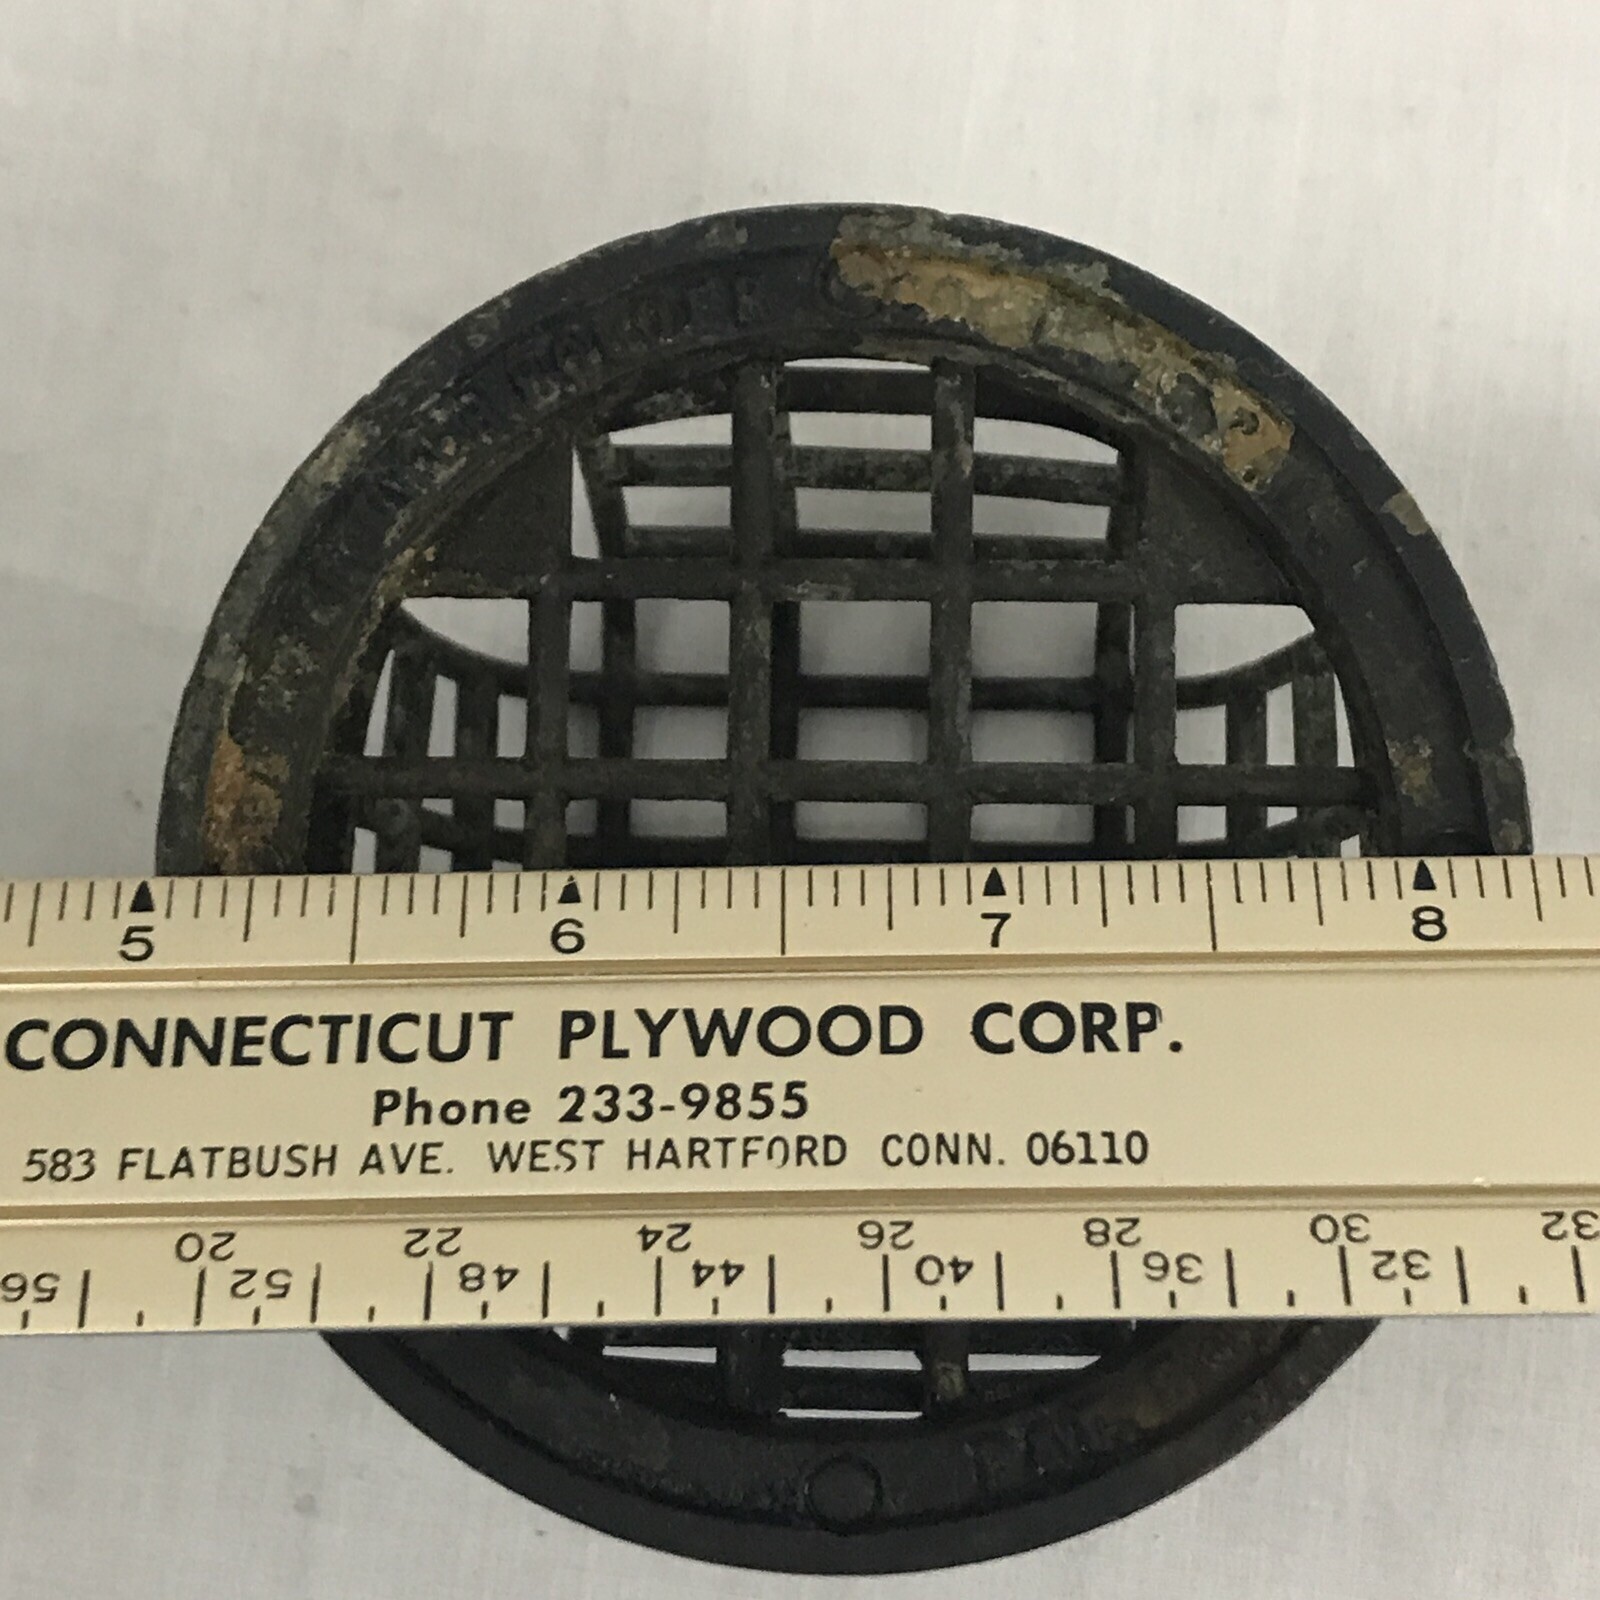 5 6 7 8
CONNECTICUT PLYWOOD CORP.
Phone 233-9855
583 FLATBUSH AVE. WEST HARTFORD CONN. 06110
20 22 24 26 28 30 32
56 52 48 44 40 36 32